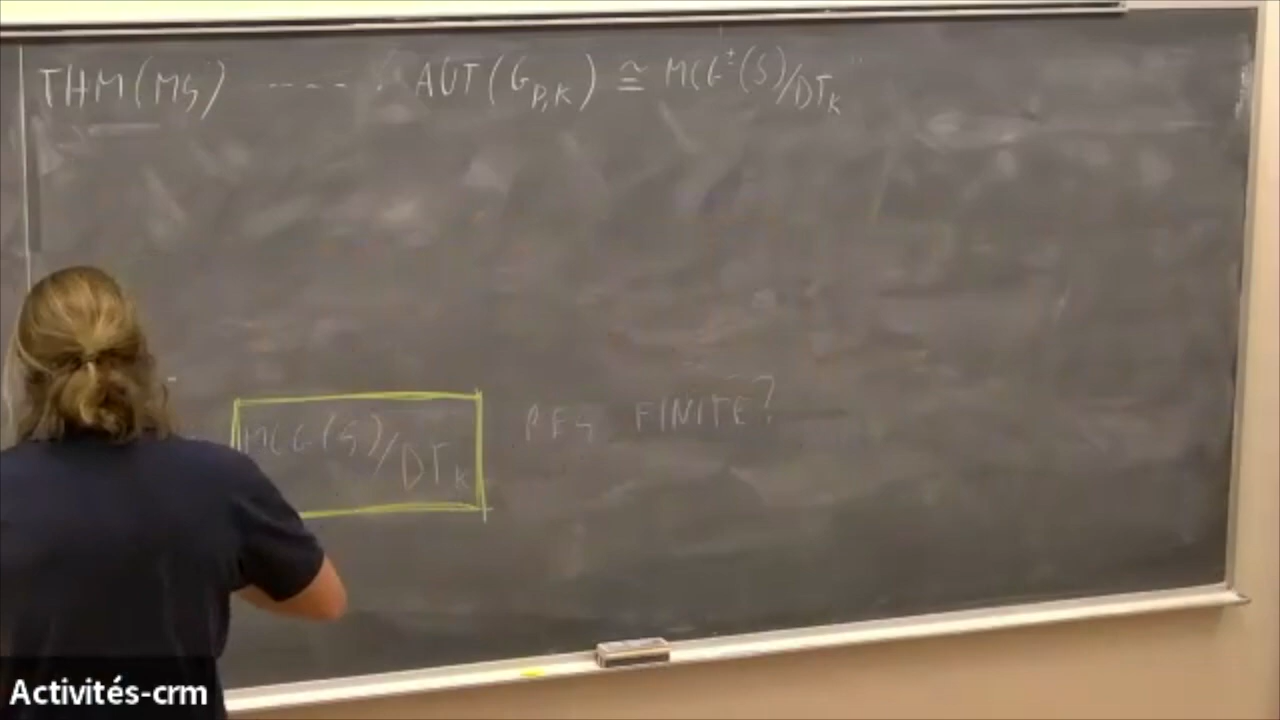 THM(MS) ---- AUT(G_{P,K}) ≅ MCG^±(S)/DT_K
MCG(S)/DT_K RES FINITE?
Activités-crm